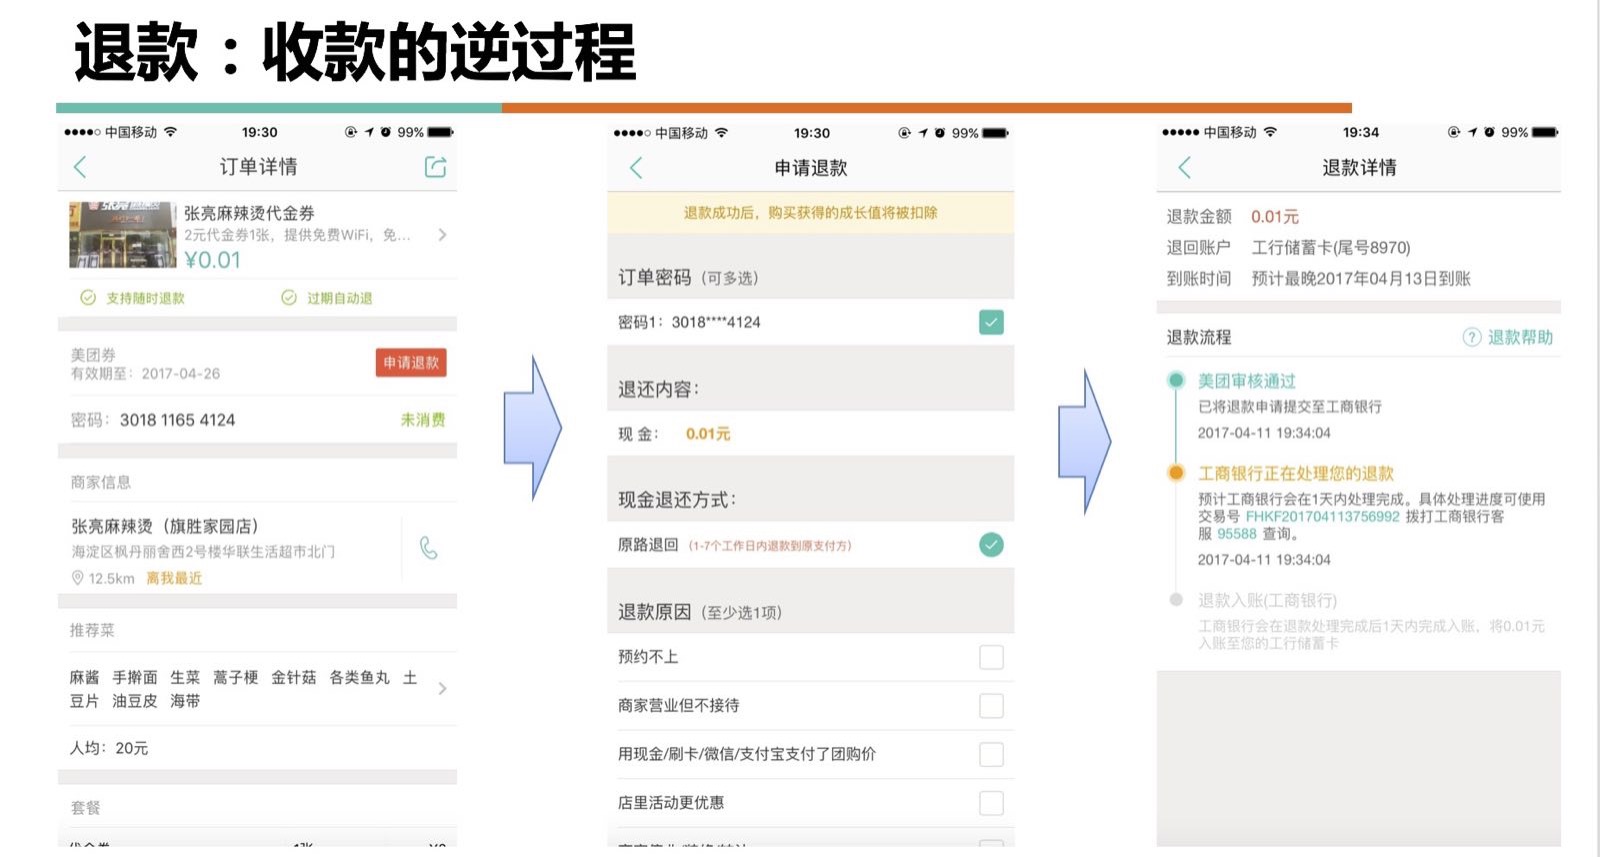 退款：收款的逆过程
中国移动 19:30 99%
订单详情
张亮麻辣烫代金券
2元代金券1张，提供免费WiFi，免...
¥0.01
支持随时退款 过期自动退
美团券
有效期至：2017-04-26
申请退款
密码：3018 1165 4124 未消费
商家信息
张亮麻辣烫（旗胜家园店）
海淀区枫丹丽舍西2号楼华联生活超市北门
12.5km 离我最近
推荐菜
麻酱 手擀面 生菜 蒿子梗 金针菇 各类鱼丸 土
豆片 油豆皮 海带
人均：20元
套餐
中国移动 19:30 99%
申请退款
退款成功后，购买获得的成长值将被扣除
订单密码（可多选）
密码1：3018****4124
退还内容：
现 金： 0.01元
现金退还方式：
原路退回（1-7个工作日内退款到原支付方）
退款原因（至少选1项）
预约不上
商家营业但不接待
用现金/刷卡/微信/支付宝支付了团购价
店里活动更优惠
中国移动 19:34 99%
退款详情
退款金额 0.01元
退回账户 工行储蓄卡(尾号8970)
到账时间 预计最晚2017年04月13日到账
退款流程 ? 退款帮助
美团审核通过
已将退款申请提交至工商银行
2017-04-11 19:34:04
工商银行正在处理您的退款
预计工商银行会在1天内处理完成。具体处理进度可使用
交易号 FHKF201704113756992 拨打工商银行客
服 95588 查询。
2017-04-11 19:34:04
退款入账(工商银行)
工商银行会在退款处理完成后1天内完成入账，将0.01元
入账至您的工行储蓄卡